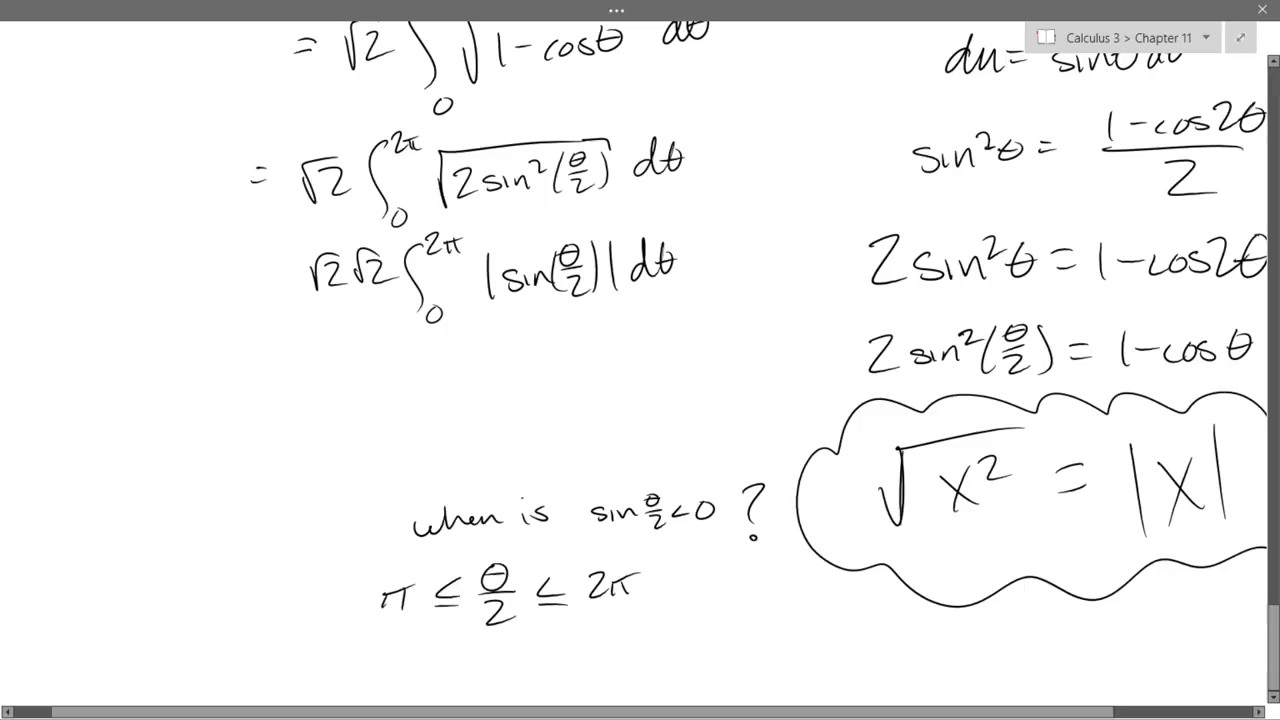 Calculus 3 > Chapter 11
= √2 ∫₀ √1-cosθ dθ
du = sinθ dθ
sin²θ = (1-cos2θ)/2
= √2 ∫₀^2π √(2sin²(θ/2)) dθ
√2√2 ∫₀^2π |sin(θ/2)| dθ
2sin²θ = 1-cos2θ
2sin²(θ/2) = 1-cosθ
√x² = |x|
when is sin θ/2 < 0 ?
π ≤ θ/2 ≤ 2π